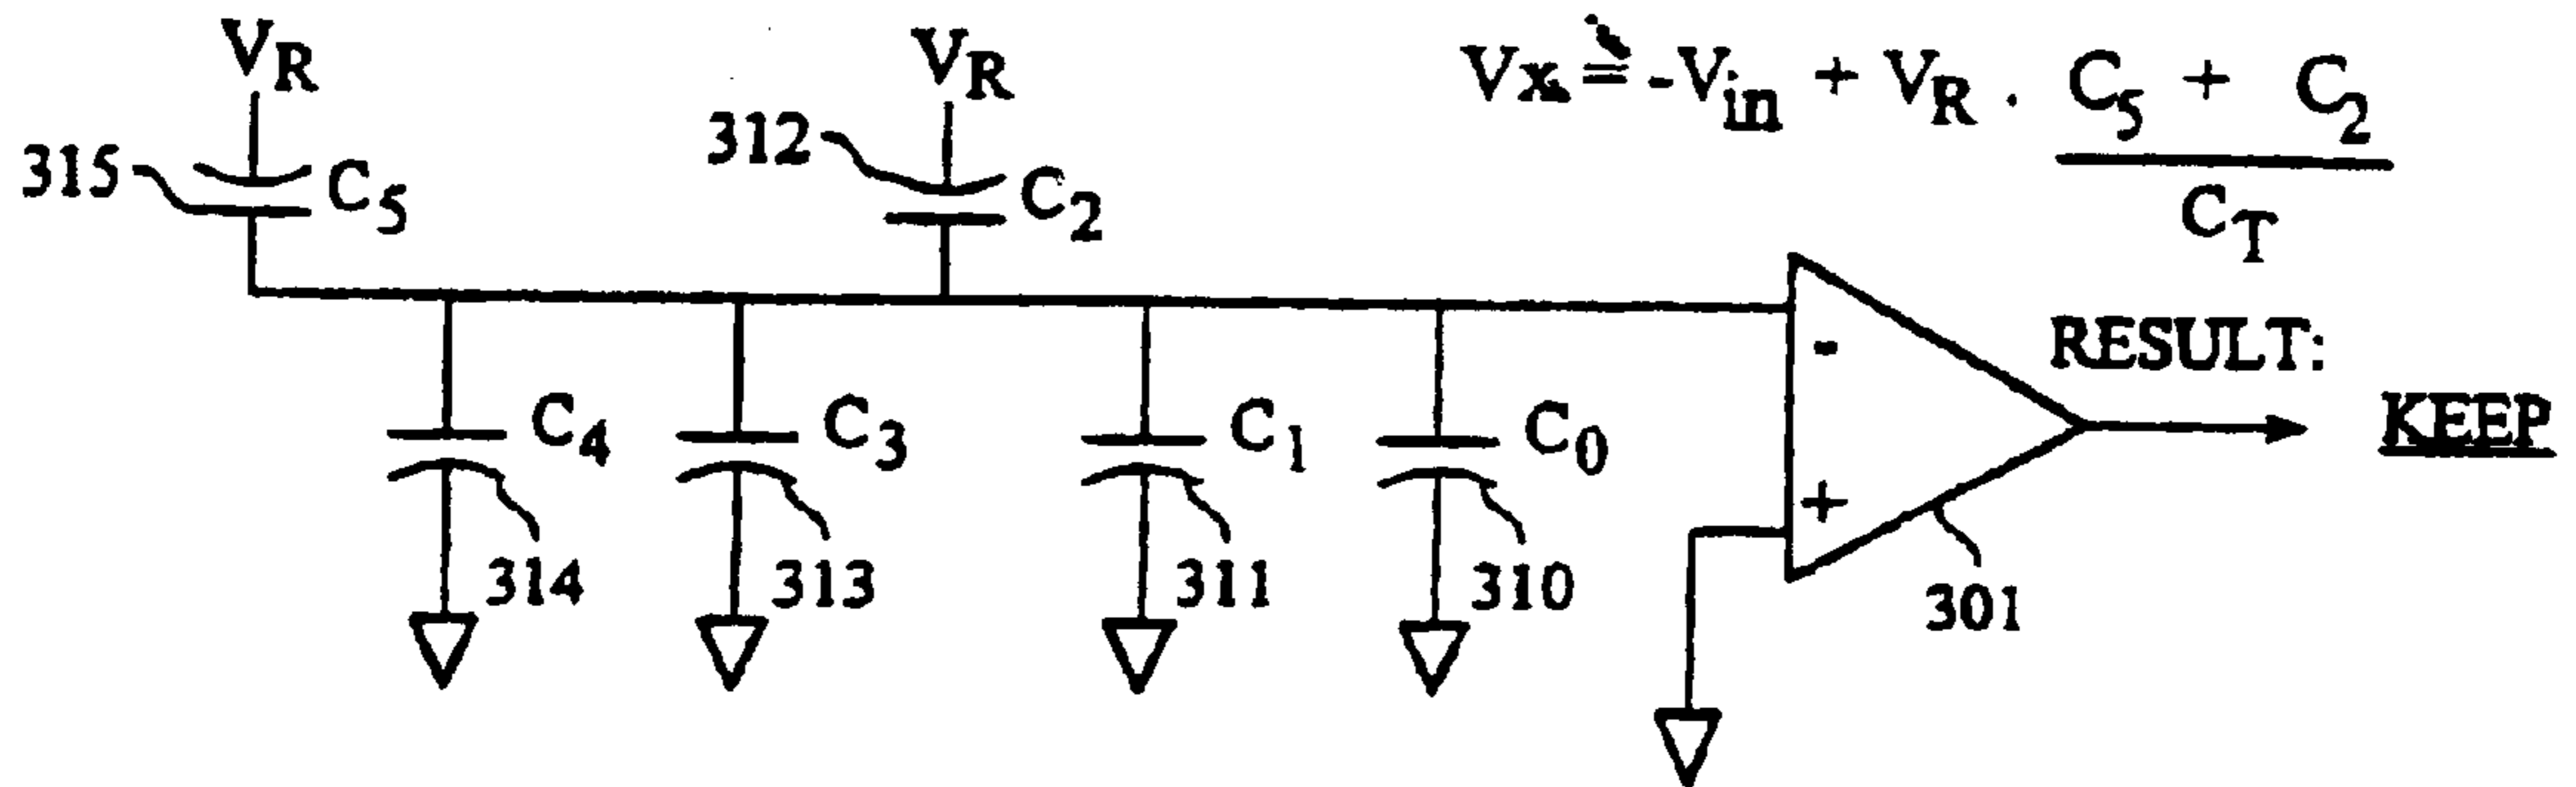 V_R
V_R
Vx = -V_in + V_R · C_5 + C_2
C_T
315
C_5
312
C_2
RESULT:
KEEP
C_4
C_3
C_1
C_0
-
+
314
313
311
310
301